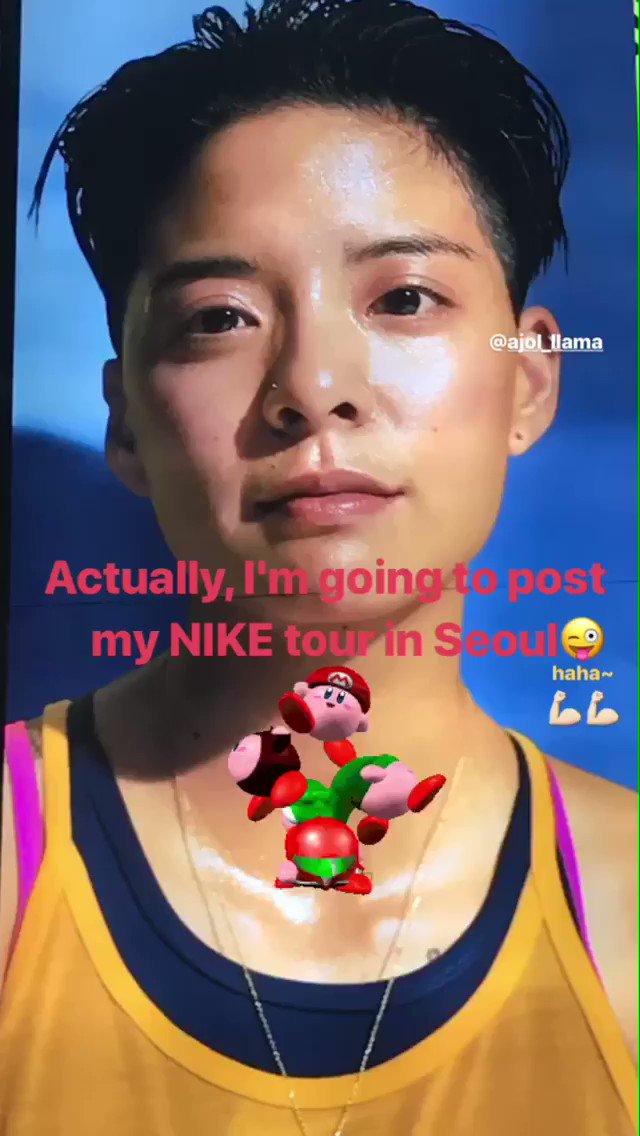 @ajol_llama
Actually, I'm going to post
my NIKE tour in Seoul😜
haha~
💪🏻💪🏻
M